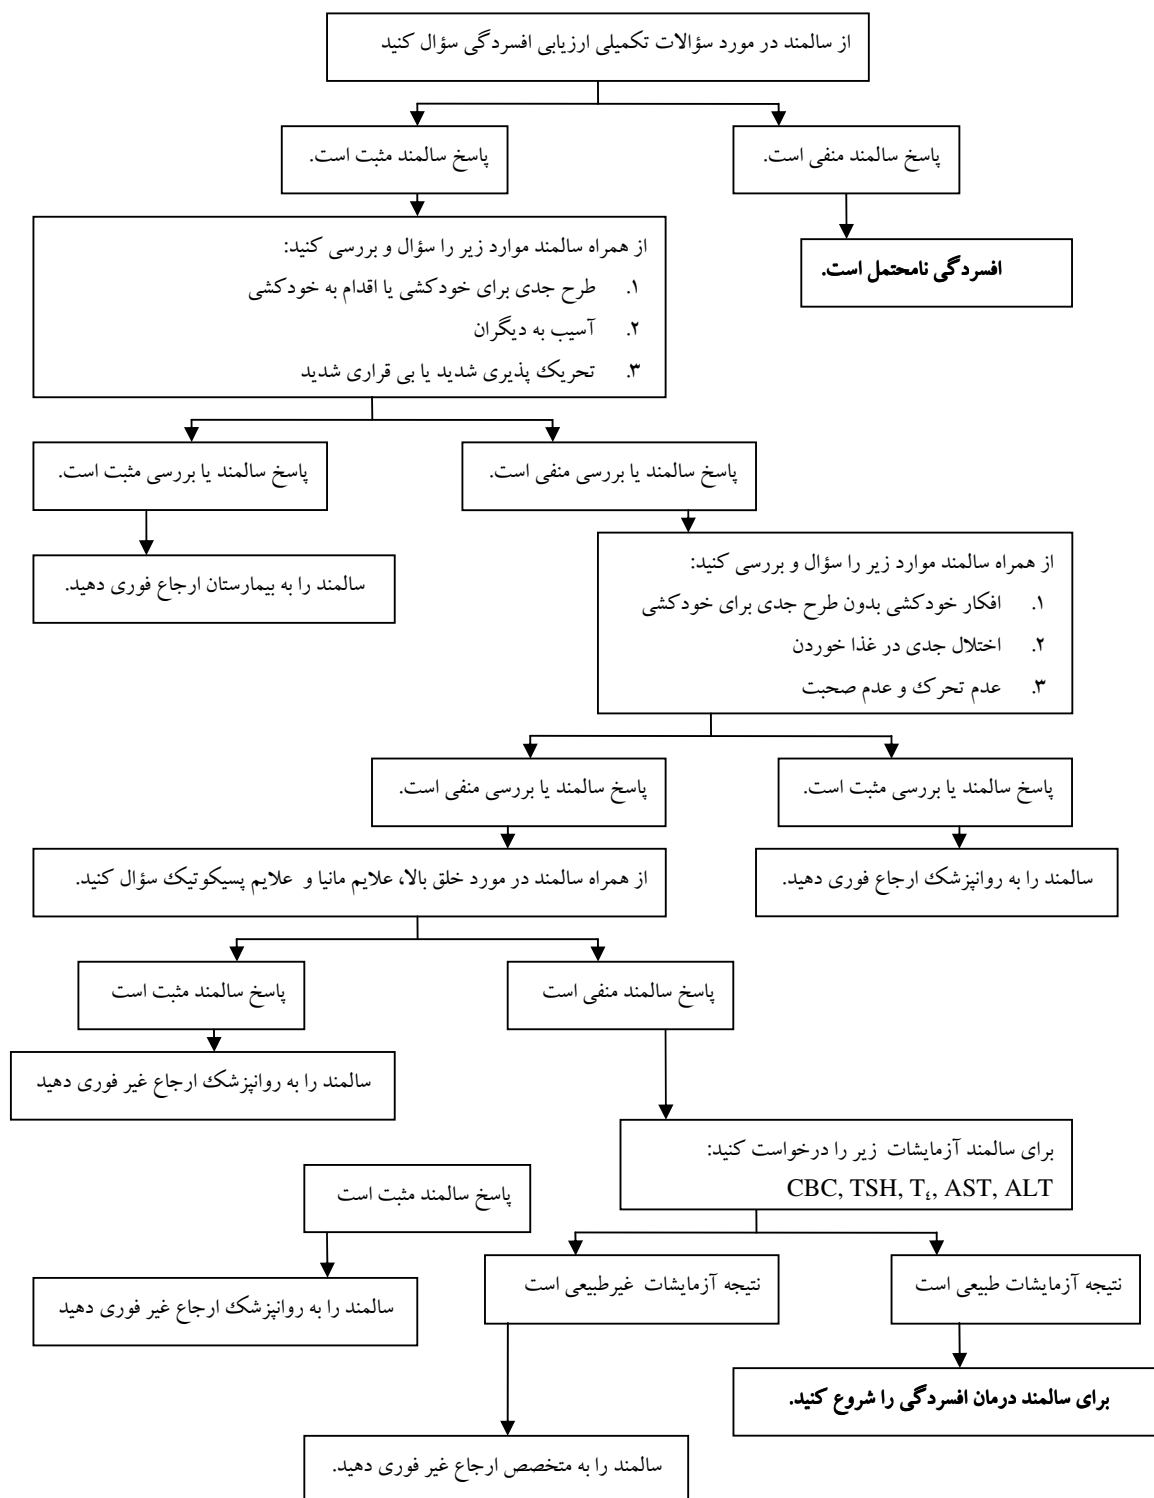 از سالمند در مورد سؤالات تکمیلی ارزیابی افسردگی سؤال کنید
پاسخ سالمند منفی است.
پاسخ سالمند مثبت است.
افسردگی نامحتمل است.
از همراه سالمند موارد زیر را سؤال و بررسی کنید:
۱. طرح جدی برای خودکشی یا اقدام به خودکشی
۲. آسیب به دیگران
۳. تحریک پذیری شدید یا بی قراری شدید
پاسخ سالمند یا بررسی منفی است.
پاسخ سالمند یا بررسی مثبت است.
سالمند را به بیمارستان ارجاع فوری دهید.
از همراه سالمند موارد زیر را سؤال و بررسی کنید:
۱. افکار خودکشی بدون طرح جدی برای خودکشی
۲. اختلال جدی در غذا خوردن
۳. عدم تحرک و عدم صحبت
پاسخ سالمند یا بررسی مثبت است.
پاسخ سالمند یا بررسی منفی است.
سالمند را به روانپزشک ارجاع فوری دهید.
از همراه سالمند در مورد خلق بالا، علایم مانیا و علایم پسیکوتیک سؤال کنید.
پاسخ سالمند منفی است
پاسخ سالمند مثبت است
سالمند را به روانپزشک ارجاع غیر فوری دهید
برای سالمند آزمایشات زیر را درخواست کنید:
CBC, TSH, T٤, AST, ALT
پاسخ سالمند مثبت است
نتیجه آزمایشات طبیعی است
نتیجه آزمایشات غیرطبیعی است
سالمند را به روانپزشک ارجاع غیر فوری دهید
برای سالمند درمان افسردگی را شروع کنید.
سالمند را به متخصص ارجاع غیر فوری دهید.